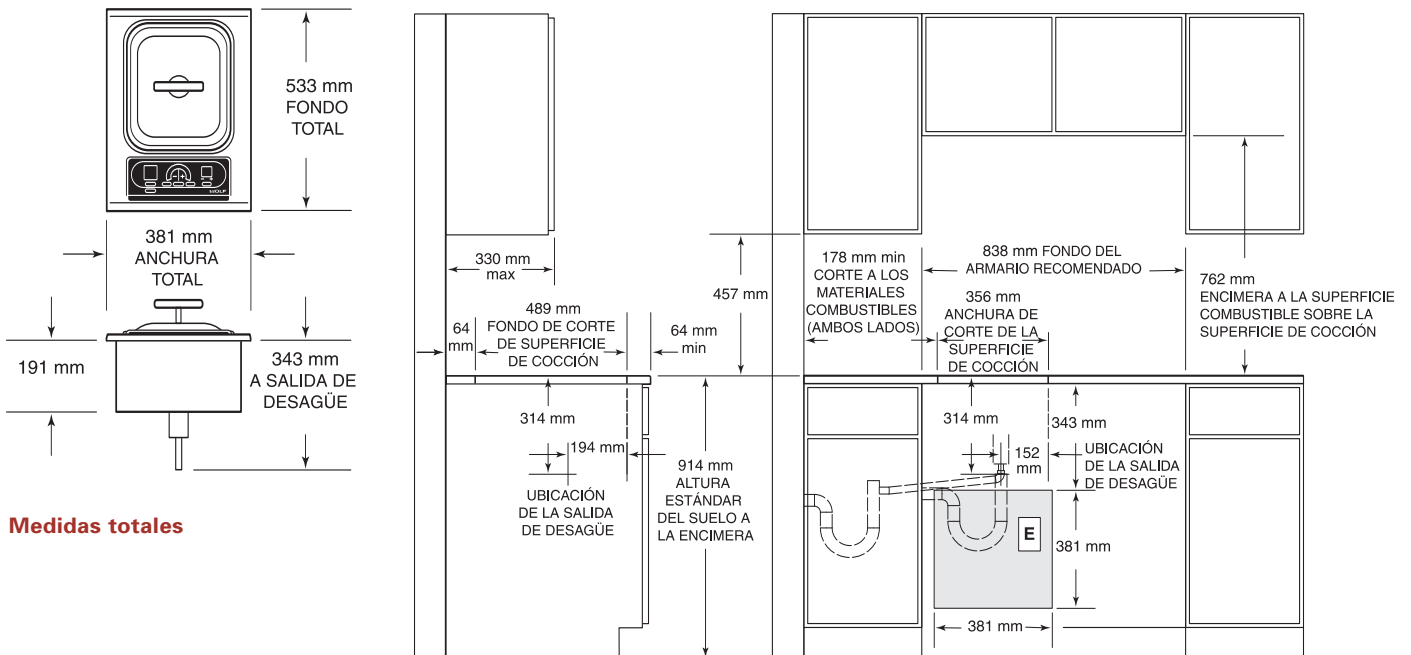 533 mm
FONDO
TOTAL
WOLF
381 mm
ANCHURA
TOTAL
191 mm
343 mm
A SALIDA DE
DESAGÜE
Medidas totales
330 mm
max
457 mm
64
mm
489 mm
FONDO DE CORTE
DE SUPERFICIE
DE COCCIÓN
64 mm
min
314 mm
194 mm
UBICACIÓN
DE LA SALIDA
DE DESAGÜE
914 mm
ALTURA
ESTÁNDAR
DEL SUELO A
LA ENCIMERA
178 mm min
CORTE A LOS
MATERIALES
COMBUSTIBLES
(AMBOS LADOS)
838 mm FONDO DEL
ARMARIO RECOMENDADO
356 mm
ANCHURA DE
CORTE DE LA
SUPERFICIE
DE COCCIÓN
762 mm
ENCIMERA A LA SUPERFICIE
COMBUSTIBLE SOBRE LA
SUPERFICIE DE COCCIÓN
314 mm
343 mm
152
mm
UBICACIÓN
DE LA SALIDA
DE DESAGÜE
E
381 mm
381 mm